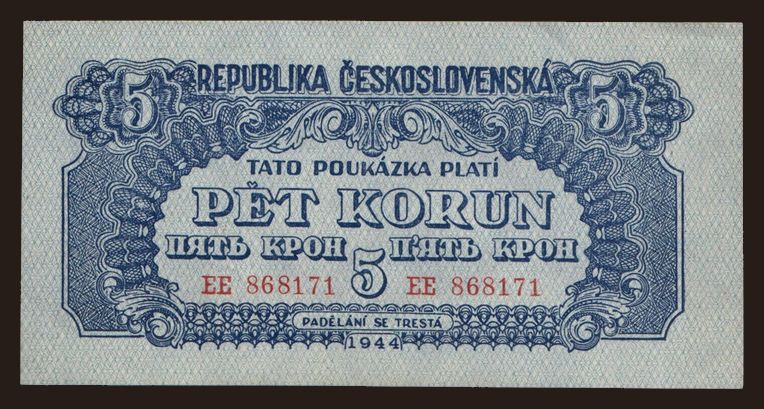 5 REPUBLIKA ČESKOSLOVENSKÁ 5
TATO POUKÁZKA PLATÍ
PĚT KORUN
ПЯТЬ КРОН П'ЯТЬ КРОН
EE 868171 5 EE 868171
PADĚLÁNÍ SE TRESTÁ
1944